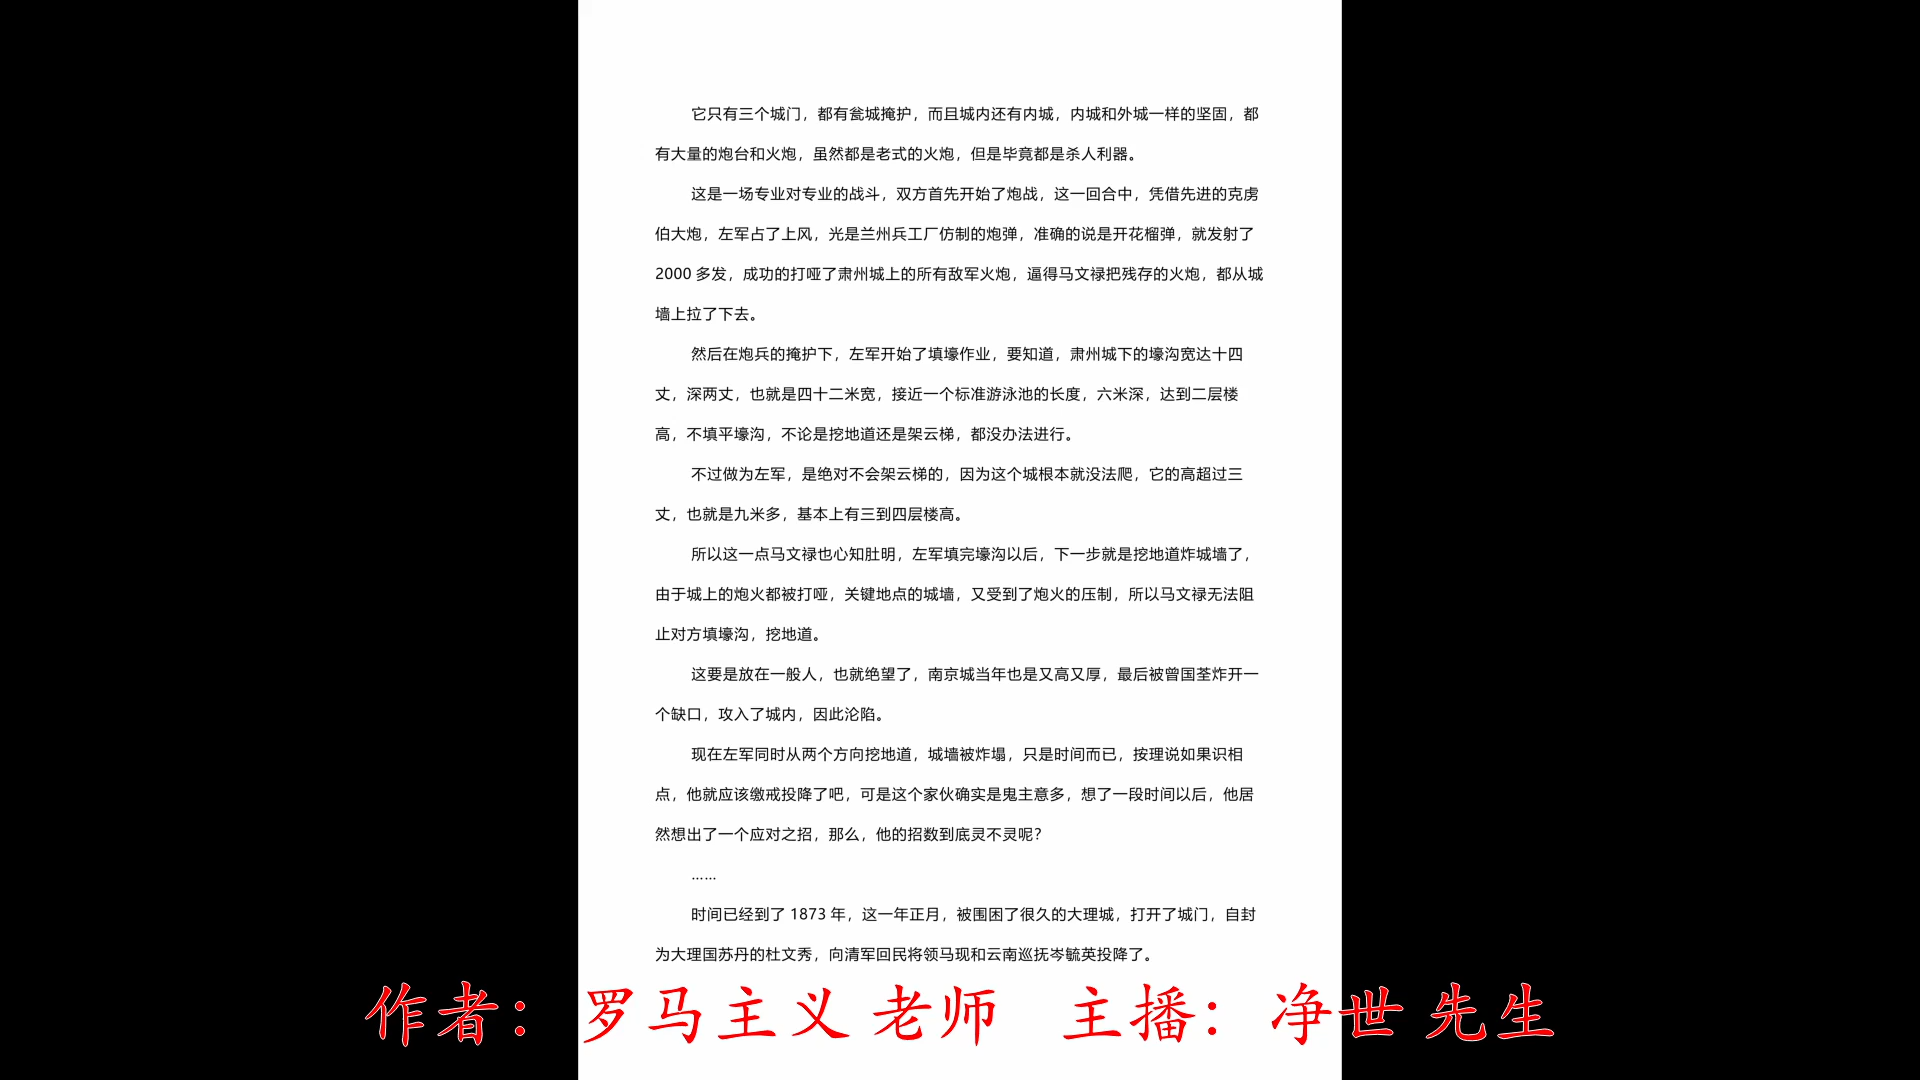 它只有三个城门，都有瓮城掩护，而且城内还有内城，内城和外城一样的坚固，都
有大量的炮台和火炮，虽然都是老式的火炮，但是毕竟都是杀人利器。
这是一场专业对专业的战斗，双方首先开始了炮战，这一回合中，凭借先进的克虏
伯大炮，左军占了上风，光是兰州兵工厂仿制的炮弹，准确的说是开花榴弹，就发射了
2000 多发，成功的打哑了肃州城上的所有敌军火炮，逼得马文禄把残存的火炮，都从城
墙上拉了下去。
然后在炮兵的掩护下，左军开始了填壕作业，要知道，肃州城下的壕沟宽达十四
丈，深两丈，也就是四十二米宽，接近一个标准游泳池的长度，六米深，达到二层楼
高，不填平壕沟，不论是挖地道还是架云梯，都没办法进行。
不过做为左军，是绝对不会架云梯的，因为这个城根本就没法爬，它的高超过三
丈，也就是九米多，基本上有三到四层楼高。
所以这一点马文禄也心知肚明，左军填完壕沟以后，下一步就是挖地道炸城墙了，
由于城上的炮火都被打哑，关键地点的城墙，又受到了炮火的压制，所以马文禄无法阻
止对方填壕沟，挖地道。
这要是放在一般人，也就绝望了，南京城当年也是又高又厚，最后被曾国荃炸开一
个缺口，攻入了城内，因此沦陷。
现在左军同时从两个方向挖地道，城墙被炸塌，只是时间而已，按理说如果识相
点，他就应该缴戒投降了吧，可是这个家伙确实是鬼主意多，想了一段时间以后，他居
然想出了一个应对之招，那么，他的招数到底灵不灵呢？
……
时间已经到了 1873 年，这一年正月，被围困了很久的大理城，打开了城门，自封
为大理国苏丹的杜文秀，向清军回民将领马现和云南巡抚岑毓英投降了。
作者：罗马主义 老师 主播：净世 先生